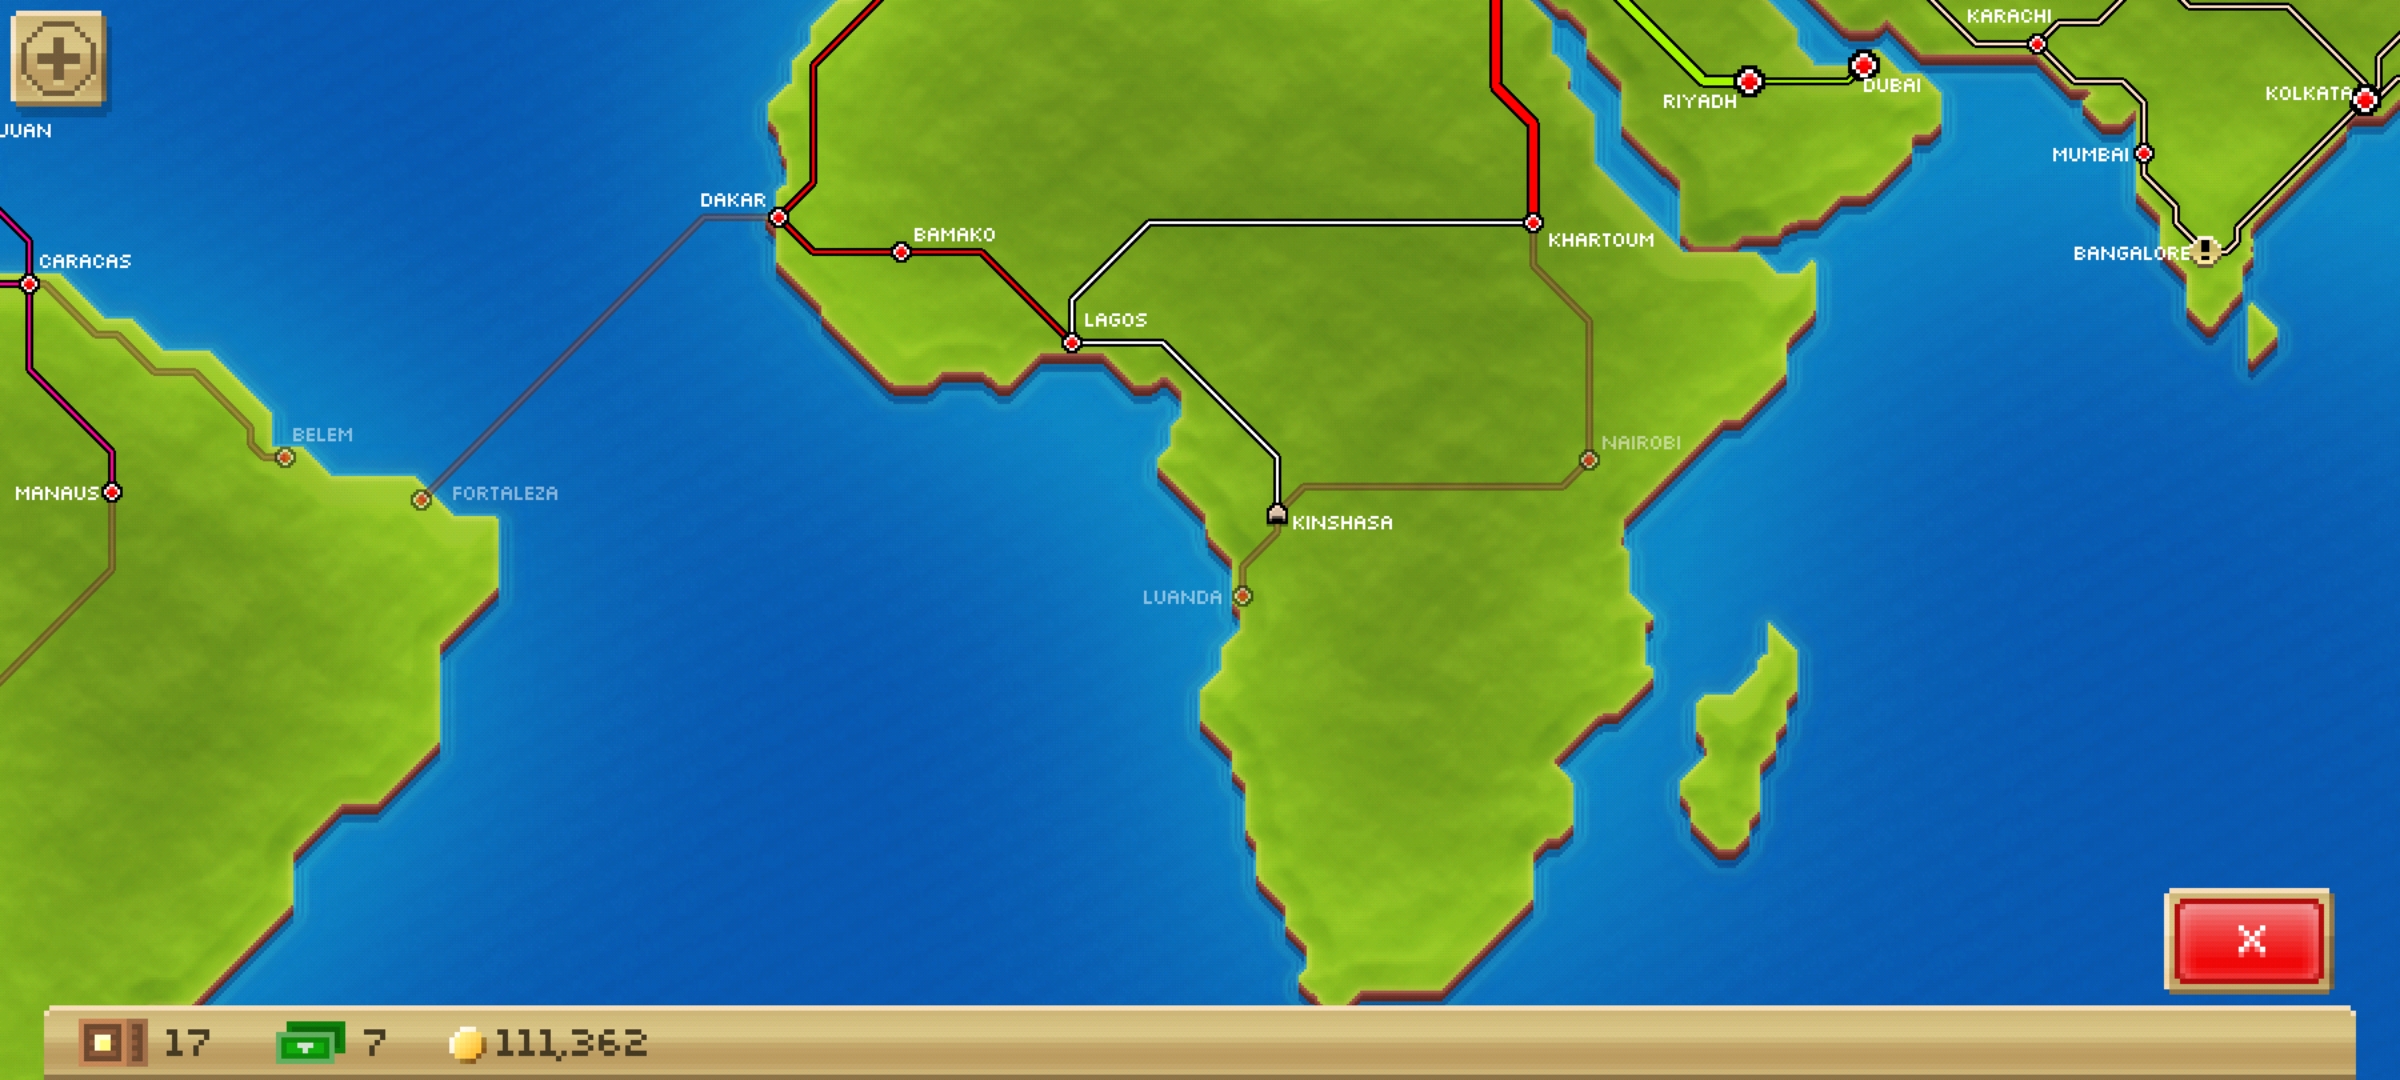 KARACHI
DUBAI
RIYADH
KOLKATA
JUAN
MUMBAI
DAKAR
BAMAKO
KHARTOUM
BANGALORE
CARACAS
LAGOS
BELEM
NAIROBI
MANAUS
FORTALEZA
KINSHASA
LUANDA
17 7 111,362